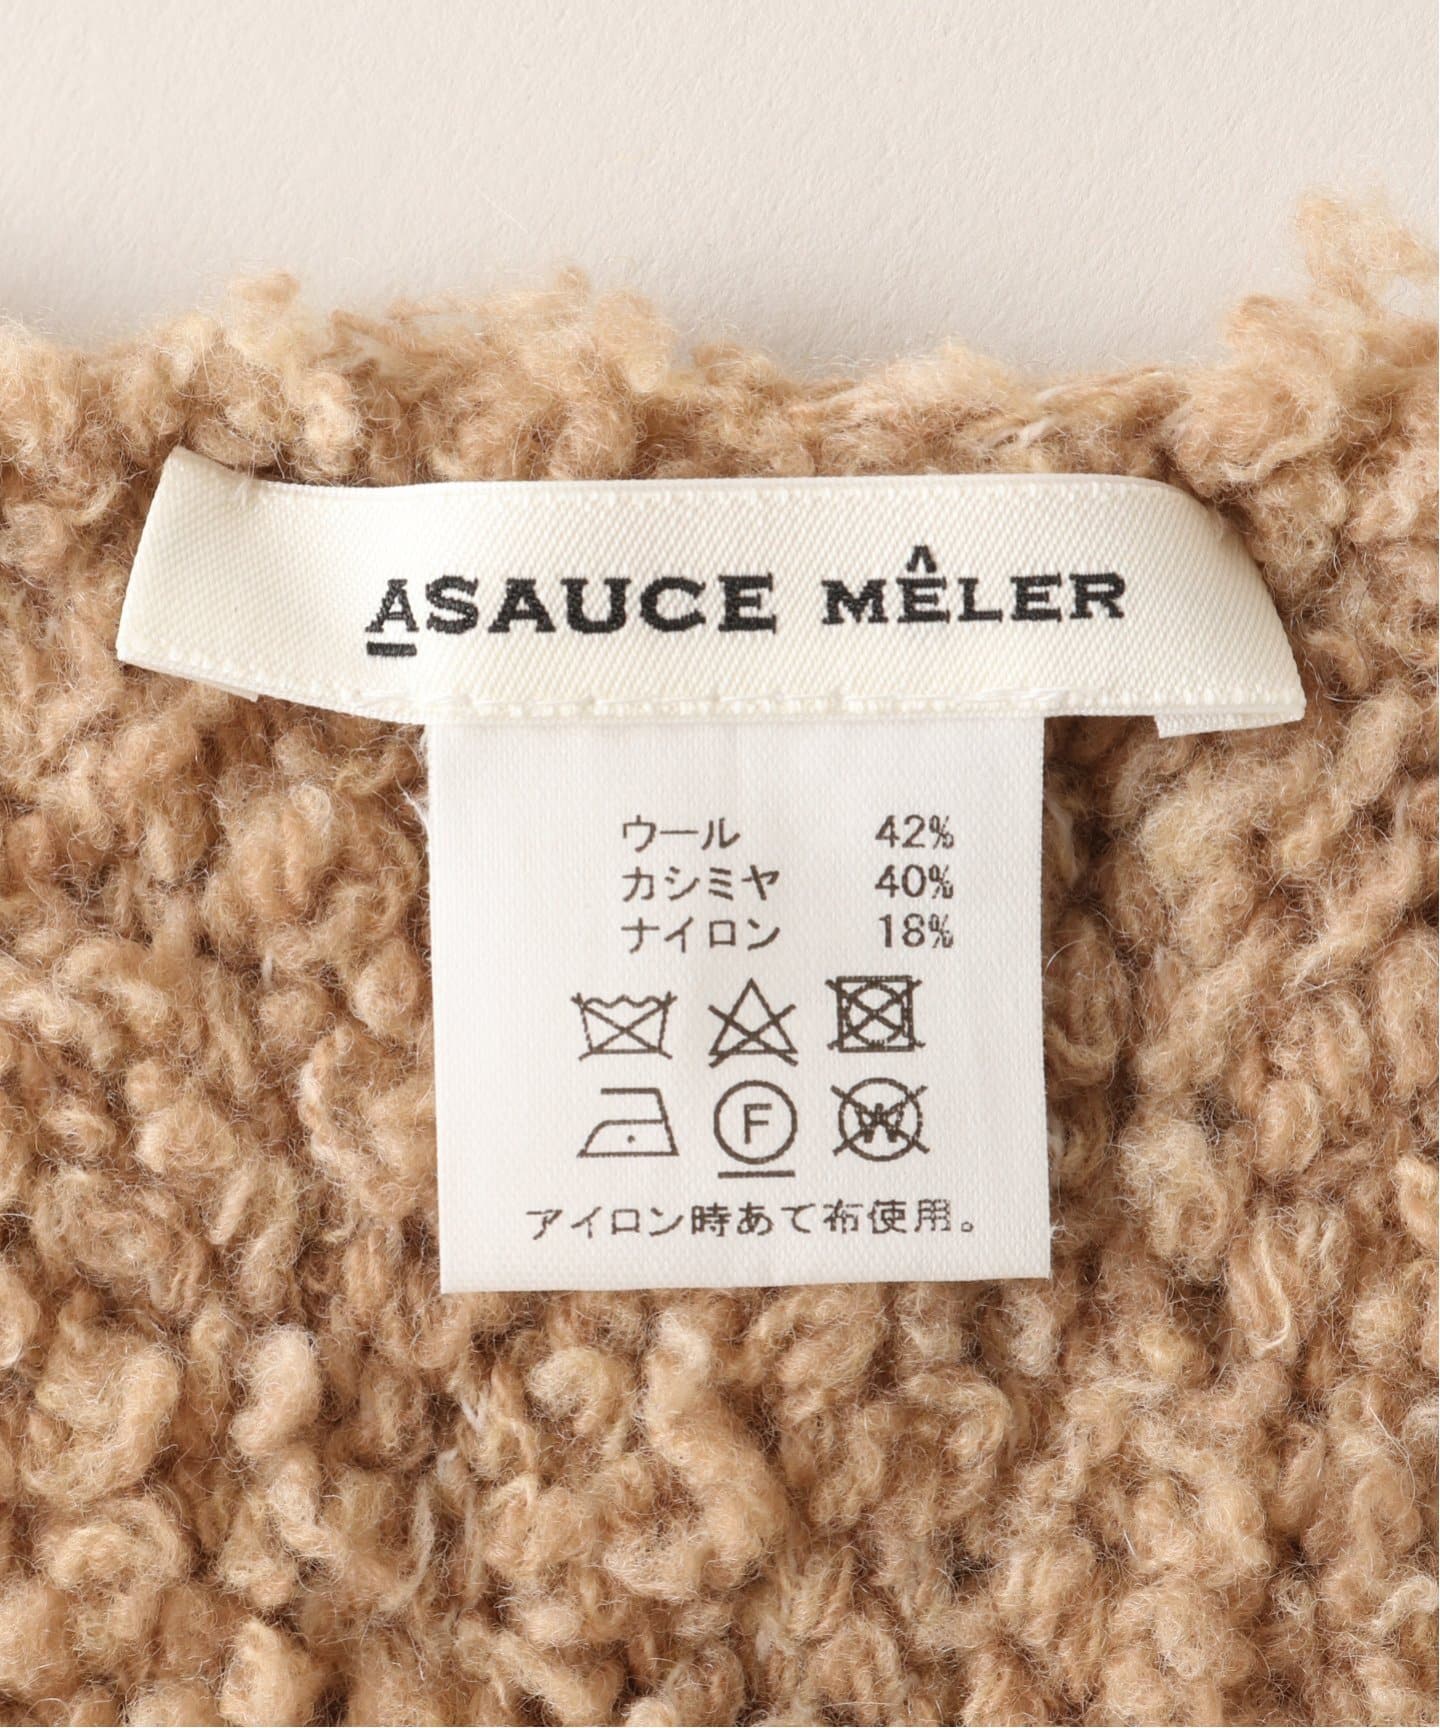 ASAUCE MÊLER
ウール 42%
カシミヤ 40%
ナイロン 18%
F W
アイロン時あて布使用。